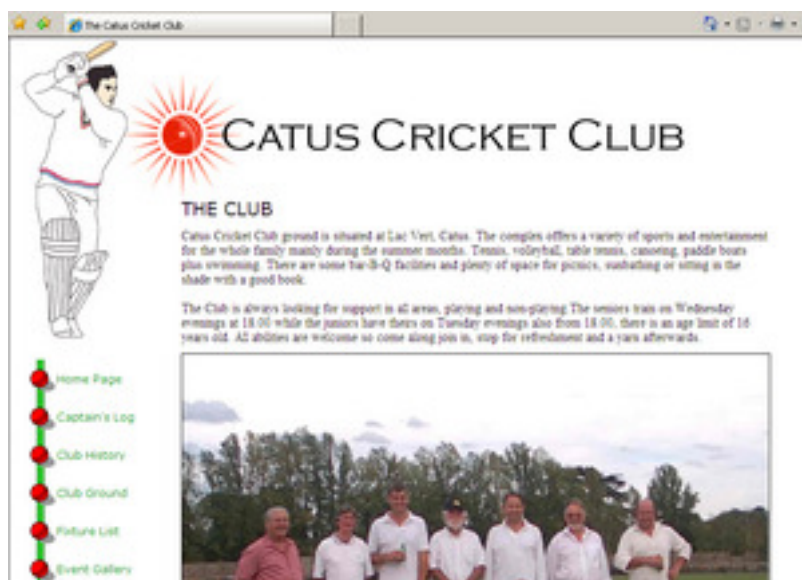 The Catus Cricket Club
CATUS CRICKET CLUB
THE CLUB
Catus Cricket Club ground is situated at Lac Vert, Catus. The complex offers a variety of sports and entertainment
for the whole family mainly during the summer months. Tennis, volleyball, table tennis, canoeing, paddle boats
plus swimming. There are some bar-B-Q facilities and plenty of space for picnics, sunbathing or sitting in the
shade with a good book.
The Club is always looking for support in all areas, playing and non-playing.The seniors train on Wednesday
evenings at 18.00 while the juniors have theirs on Tuesday evenings also from 18.00, there is an age limit of 16
years old. All abilities are welcome so come along join in, stop for refreshment and a yarn afterwards.
Home Page
Captain's Log
Club History
Club Ground
Fixture List
Event Gallery